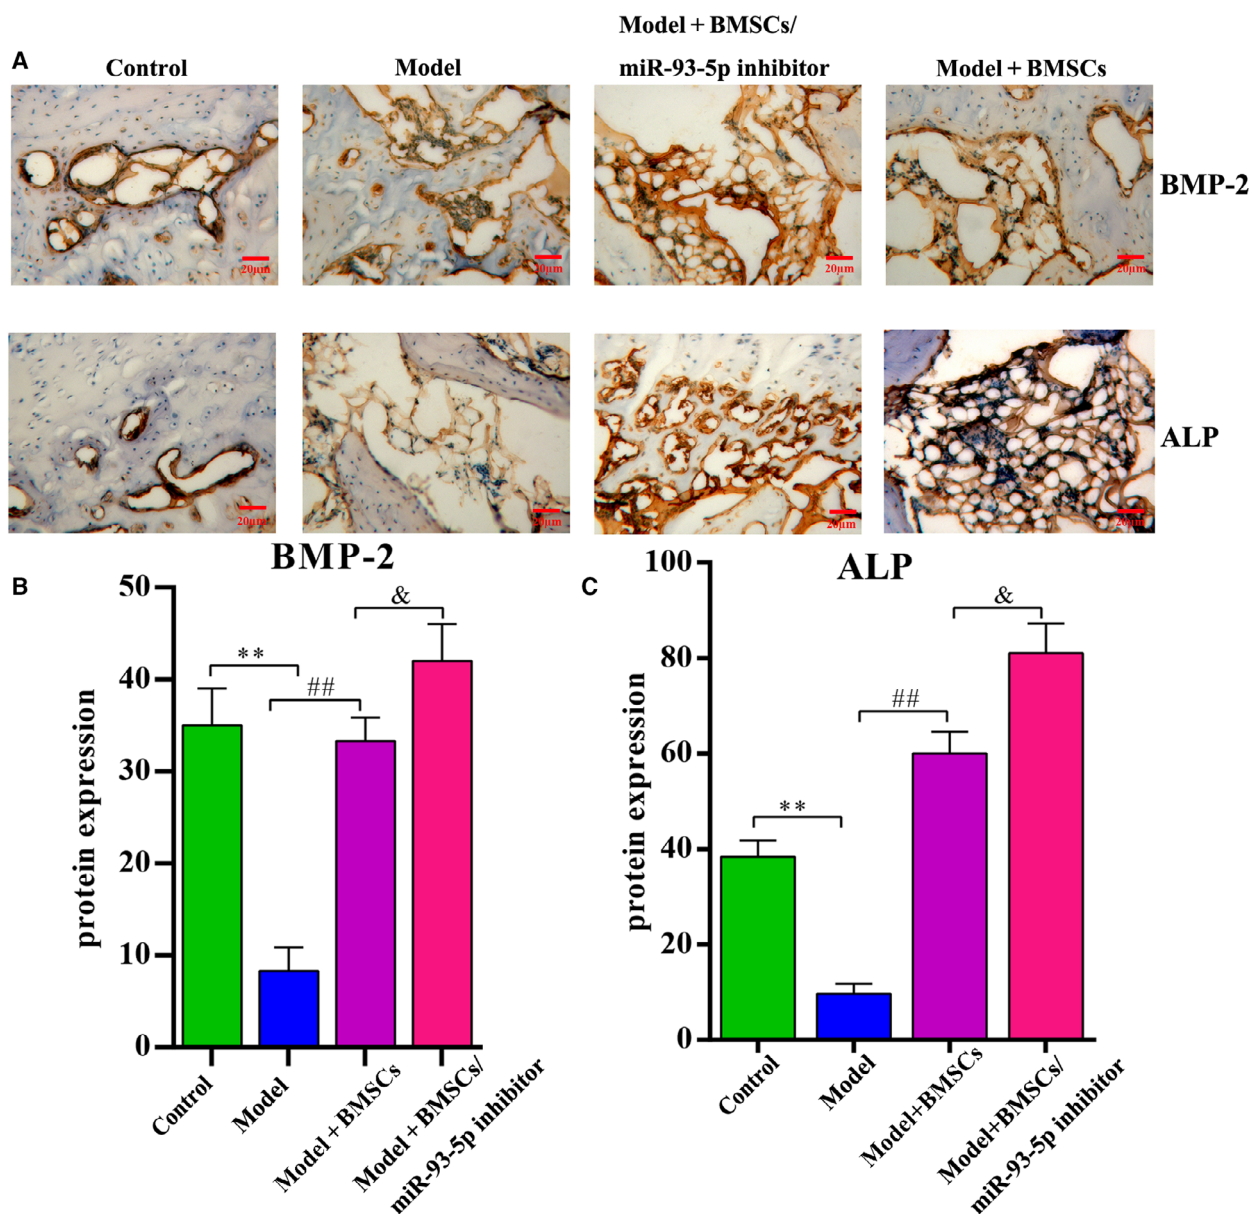 Model + BMSCs/
A
Control
Model
miR-93-5p inhibitor
Model + BMSCs
BMP-2
20μm
20μm
20μm
20μm
ALP
20μm
20μm
20μm
20μm
B
BMP-2
50
40
30
20
10
0
protein expression
**
##
&
Control
Model
Model + BMSCs
Model + BMSCs/
miR-93-5p inhibitor
C
ALP
100
80
60
40
20
0
protein expression
**
##
&
Control
Model
Model+BMSCs
Model+BMSCs/
miR-93-5p inhibitor